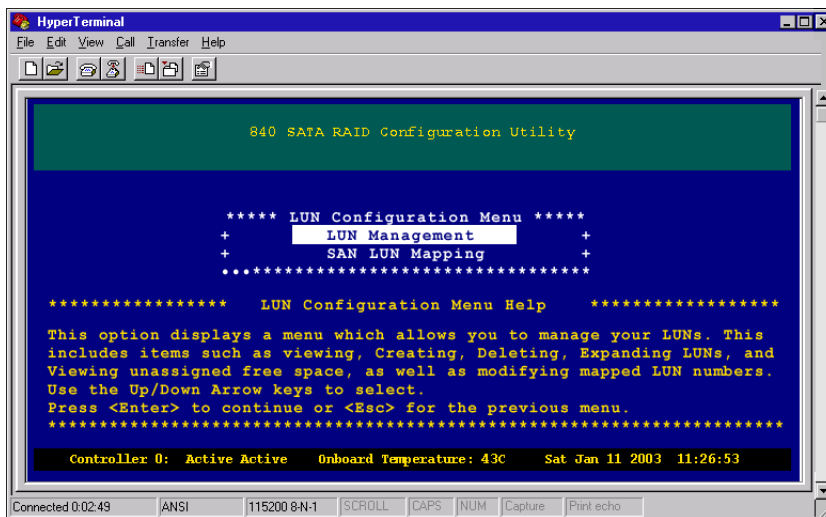 HyperTerminal
File Edit View Call Transfer Help
840 SATA RAID Configuration Utility
***** LUN Configuration Menu *****
+ LUN Management +
+ SAN LUN Mapping +
•••********************************
***************** LUN Configuration Menu Help ******************
This option displays a menu which allows you to manage your LUNs. This
includes items such as viewing, Creating, Deleting, Expanding LUNs, and
Viewing unassigned free space, as well as modifying mapped LUN numbers.
Use the Up/Down Arrow keys to select.
Press <Enter> to continue or <Esc> for the previous menu.
**********************************************************************
Controller 0: Active Active Onboard Temperature: 43C Sat Jan 11 2003 11:26:53
Connected 0:02:49 ANSI 115200 8-N-1 SCROLL CAPS NUM Capture Print echo